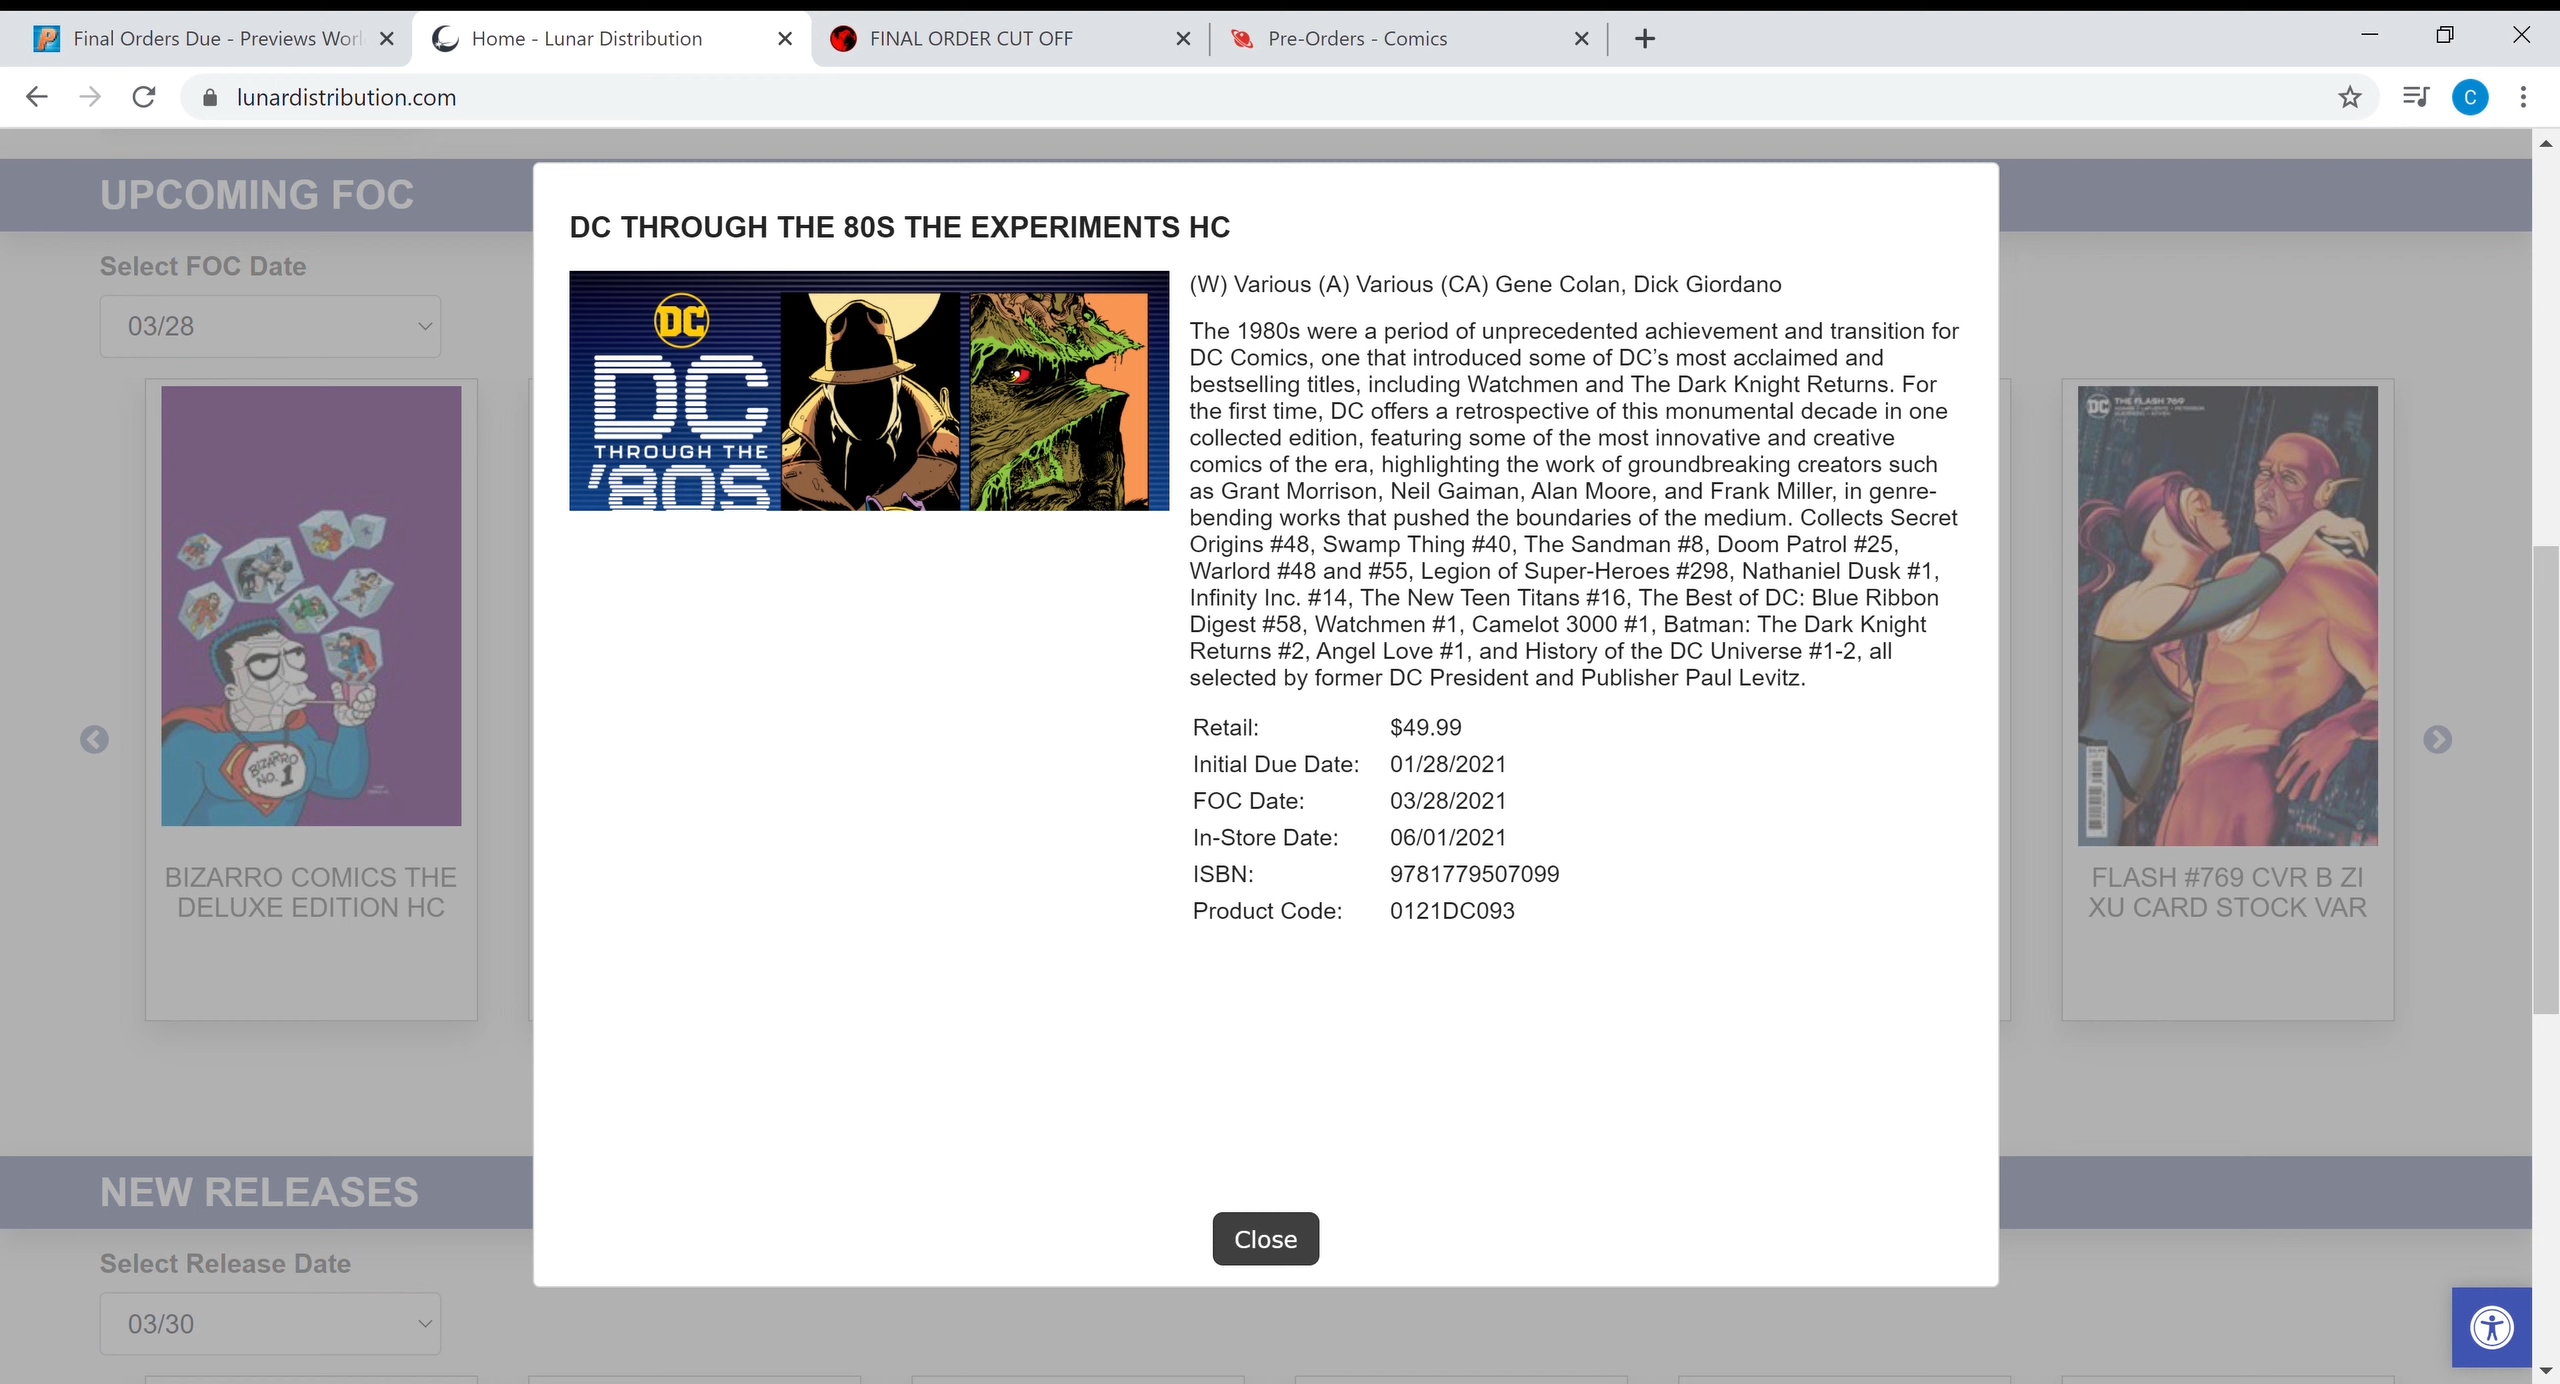 Final Orders Due - Previews Worl
Home - Lunar Distribution
FINAL ORDER CUT OFF
Pre-Orders - Comics
lunardistribution.com
C
UPCOMING FOC
Select FOC Date
03/28
BIZARRO
NO. 1
BIZARRO COMICS THE
DELUXE EDITION HC
DC THROUGH THE 80S THE EXPERIMENTS HC
DC
DC
THROUGH THE
'80S
(W) Various (A) Various (CA) Gene Colan, Dick Giordano
The 1980s were a period of unprecedented achievement and transition for
DC Comics, one that introduced some of DC's most acclaimed and
bestselling titles, including Watchmen and The Dark Knight Returns. For
the first time, DC offers a retrospective of this monumental decade in one
collected edition, featuring some of the most innovative and creative
comics of the era, highlighting the work of groundbreaking creators such
as Grant Morrison, Neil Gaiman, Alan Moore, and Frank Miller, in genre-
bending works that pushed the boundaries of the medium. Collects Secret
Origins #48, Swamp Thing #40, The Sandman #8, Doom Patrol #25,
Warlord #48 and #55, Legion of Super-Heroes #298, Nathaniel Dusk #1,
Infinity Inc. #14, The New Teen Titans #16, The Best of DC: Blue Ribbon
Digest #58, Watchmen #1, Camelot 3000 #1, Batman: The Dark Knight
Returns #2, Angel Love #1, and History of the DC Universe #1-2, all
selected by former DC President and Publisher Paul Levitz.
Retail: $49.99
Initial Due Date: 01/28/2021
FOC Date: 03/28/2021
In-Store Date: 06/01/2021
ISBN: 9781779507099
Product Code: 0121DC093
Close
DC THE FLASH 769
FLASH #769 CVR B ZI
XU CARD STOCK VAR
NEW RELEASES
Select Release Date
03/30